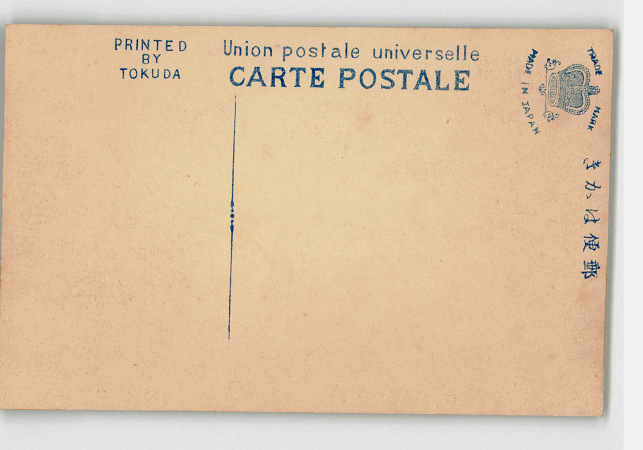 PRINTED
BY
TOKUDA
Union postale universelle
CARTE POSTALE
TRADE MARK
MADE IN JAPAN
郵便はかき